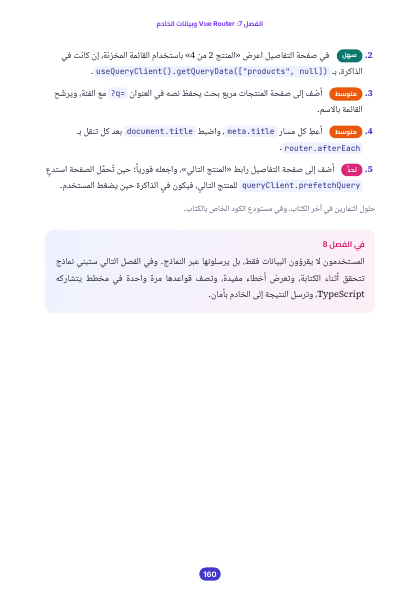 الفصل 7: Vue Router وبيانات الخادم
2. سهل في صفحة التفاصيل اعرض «المنتج 2 من 4» باستخدام القائمة المخزنة، إن كانت في
الذاكرة، بـ useQueryClient().getQueryData(["products", null]).
3. متوسط أضف إلى صفحة المنتجات مربع بحث يحفظ نصه في العنوان ?q= مع الفئة، ويرشّح
القائمة بالاسم.
4. متوسط أعطِ كل مسار meta.title، واضبط document.title بعد كل تنقل بـ
router.afterEach.
5. تحدٍّ أضف إلى صفحة التفاصيل رابط «المنتج التالي»، واجعله فورياً: حين تُحمَّل الصفحة استدعِ
queryClient.prefetchQuery للمنتج التالي، فيكون في الذاكرة حين يضغط المستخدم.
حلول التمارين في آخر الكتاب، وفي مستودع الكود الخاص بالكتاب.
في الفصل 8
المستخدمون لا يقرؤون البيانات فقط، بل يرسلونها عبر النماذج. وفي الفصل التالي ستبني نماذج
تتحقق أثناء الكتابة، وتعرض أخطاء مفيدة، وتصف قواعدها مرة واحدة في مخطط يتشاركه
TypeScript، وترسل النتيجة إلى الخادم بأمان.
160